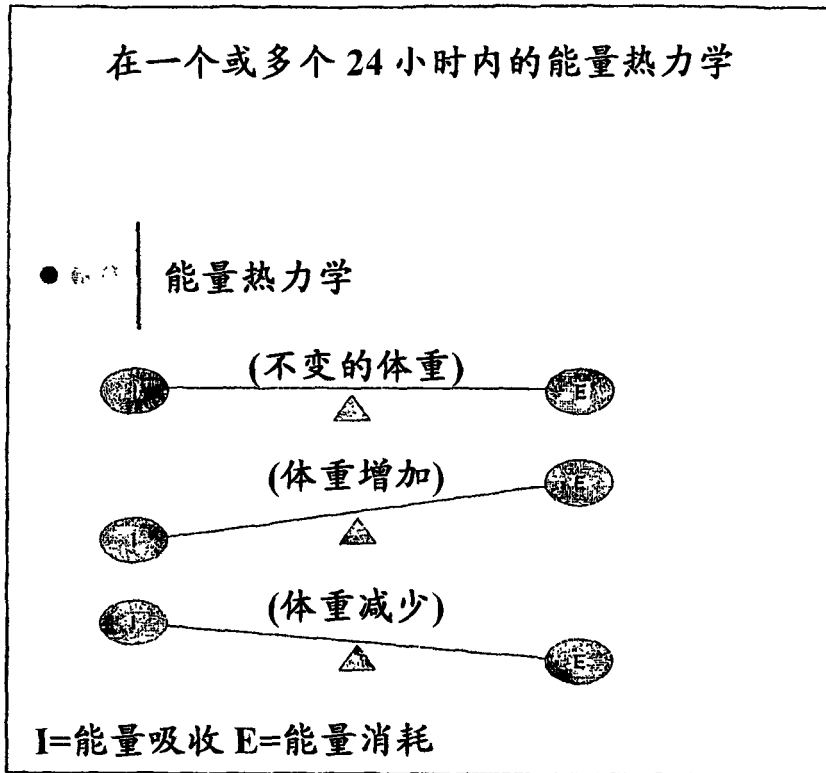 在一个或多个 24 小时内的能量热力学
能量热力学
(不变的体重)
E
(体重增加)
E
I
(体重减少)
I
E
I=能量吸收 E=能量消耗